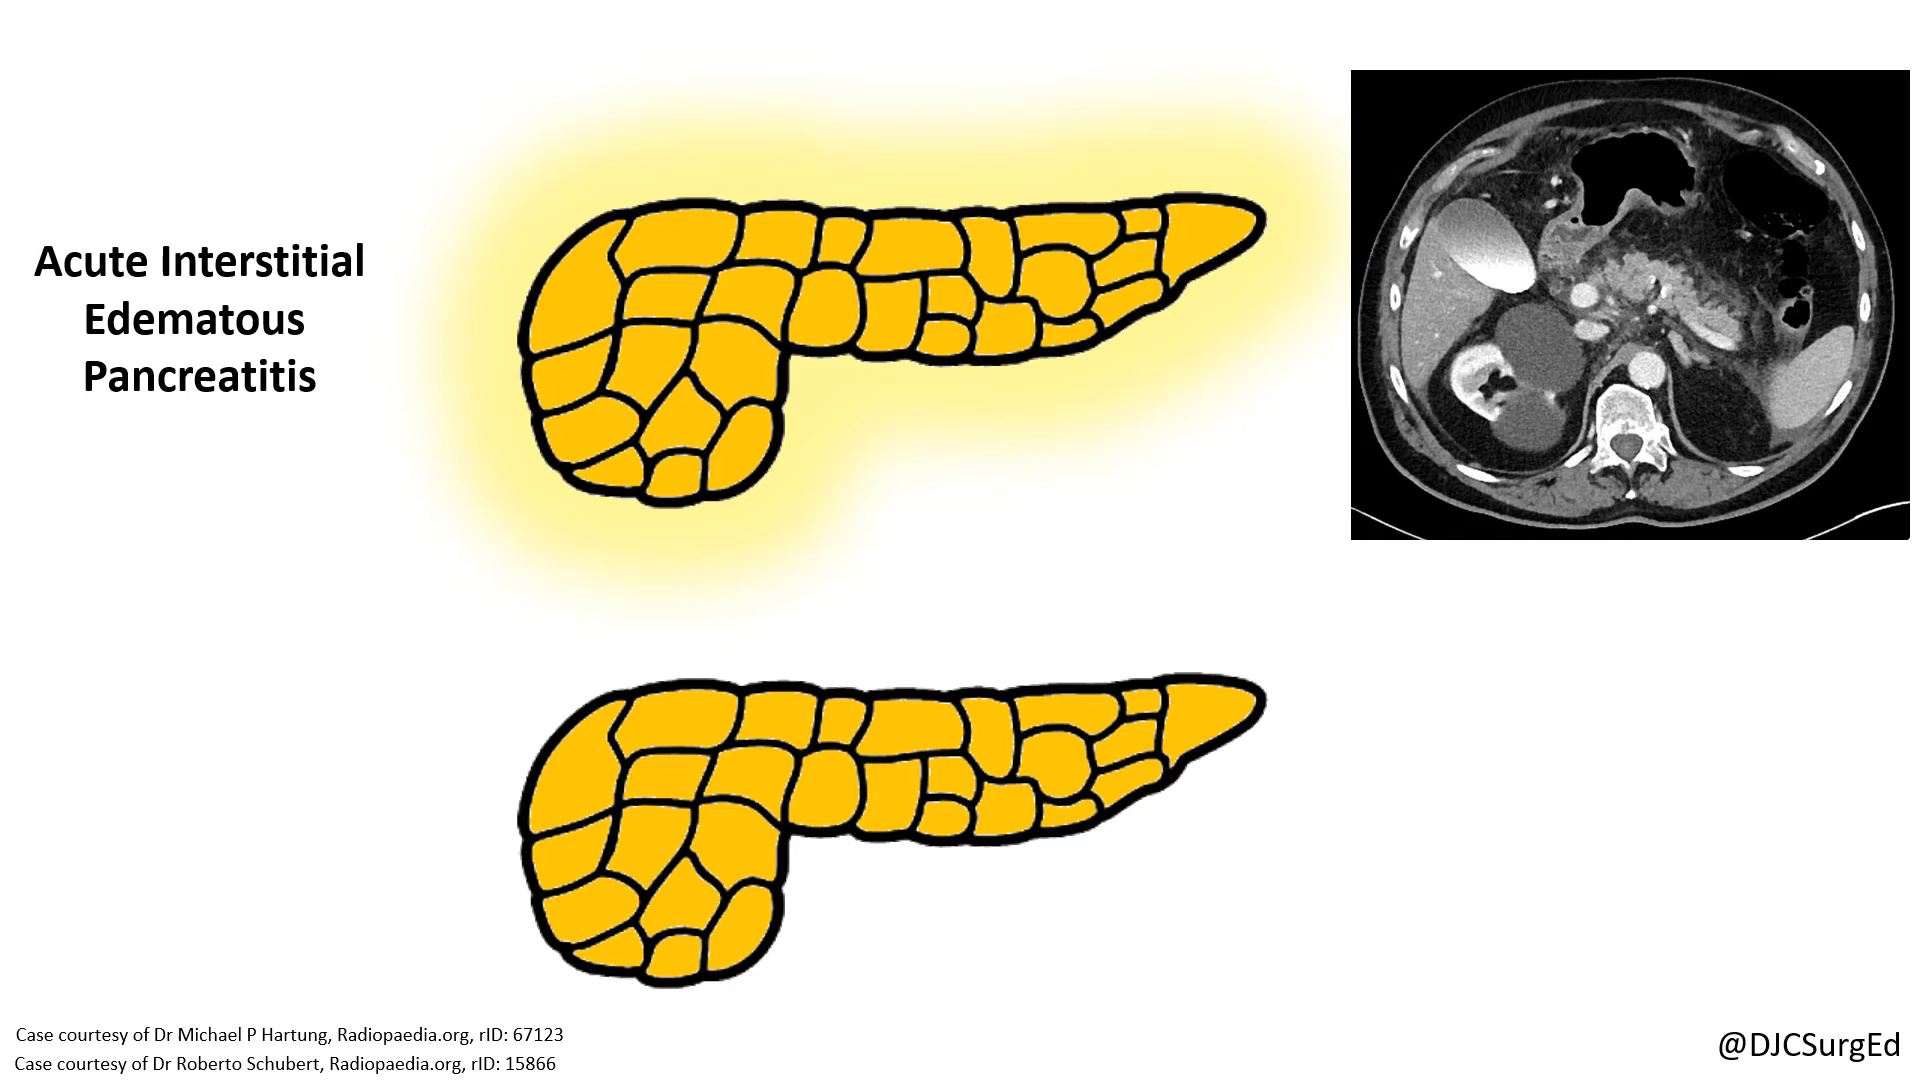 Acute Interstitial
Edematous
Pancreatitis
Case courtesy of Dr Michael P Hartung, Radiopaedia.org, rID: 67123
Case courtesy of Dr Roberto Schubert, Radiopaedia.org, rID: 15866
@DJCSurgEd